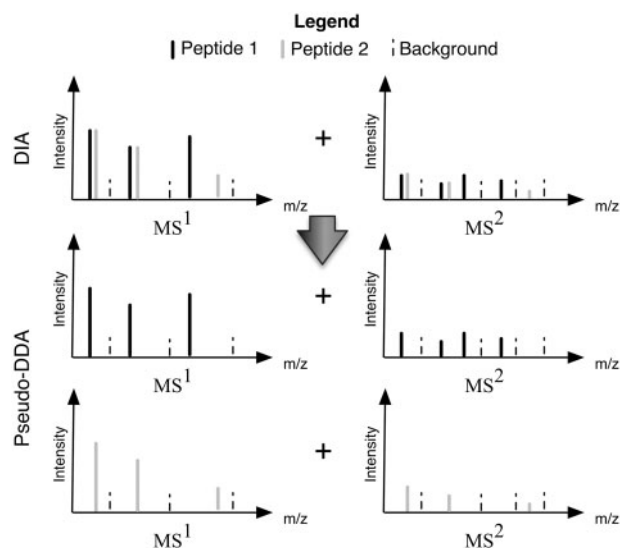 Legend
Peptide 1 Peptide 2 Background
DIA
Intensity
m/z
MS1
+
Intensity
m/z
MS2
Pseudo-DDA
Intensity
m/z
MS1
+
Intensity
m/z
MS2
Intensity
m/z
MS1
+
Intensity
m/z
MS2